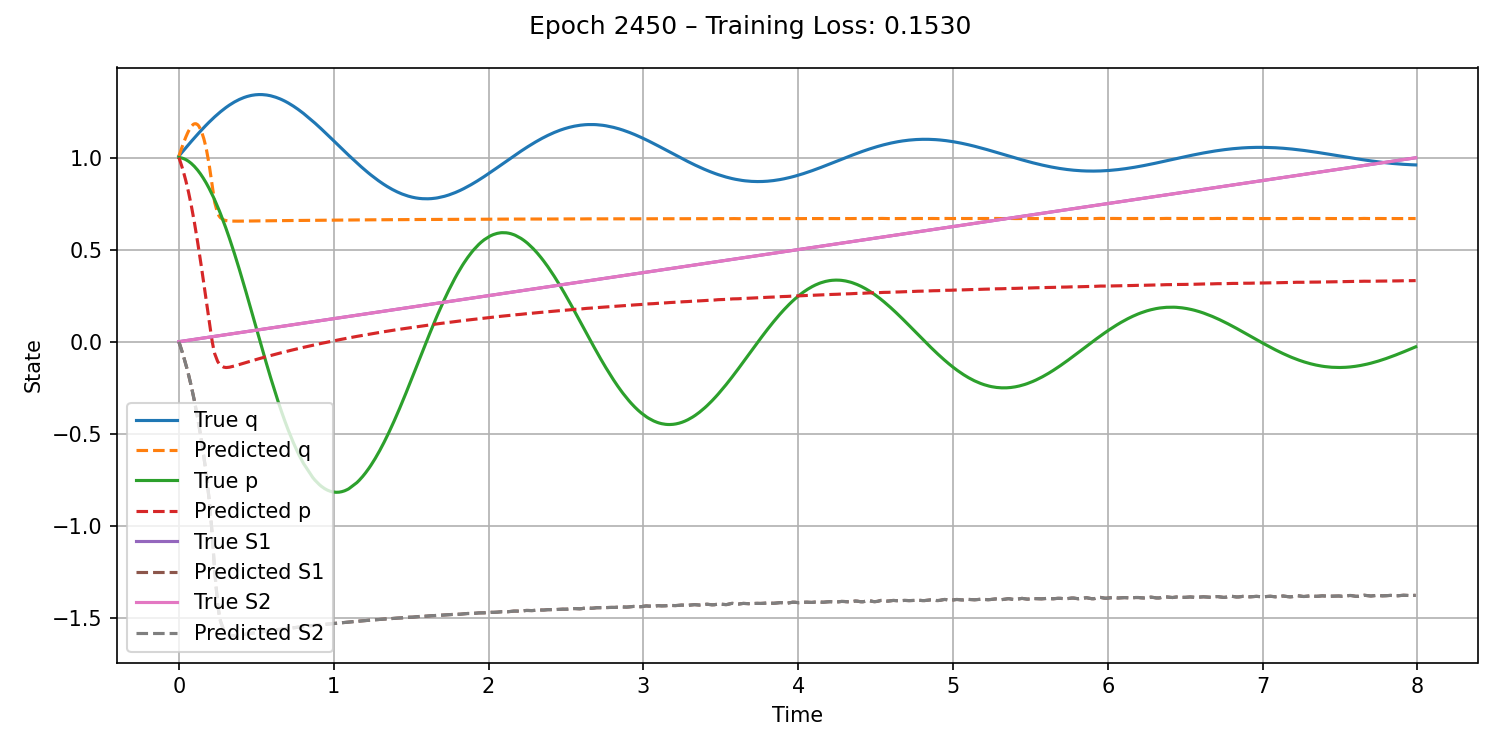 Epoch 2450 – Training Loss: 0.1530
State
1.0
0.5
0.0
−0.5
−1.0
−1.5
True q
Predicted q
True p
Predicted p
True S1
Predicted S1
True S2
Predicted S2
0 1 2 3 4 5 6 7 8
Time